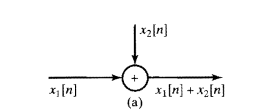 x₂[n]
+
x₁[n] x₁[n] + x₂[n]
(a)